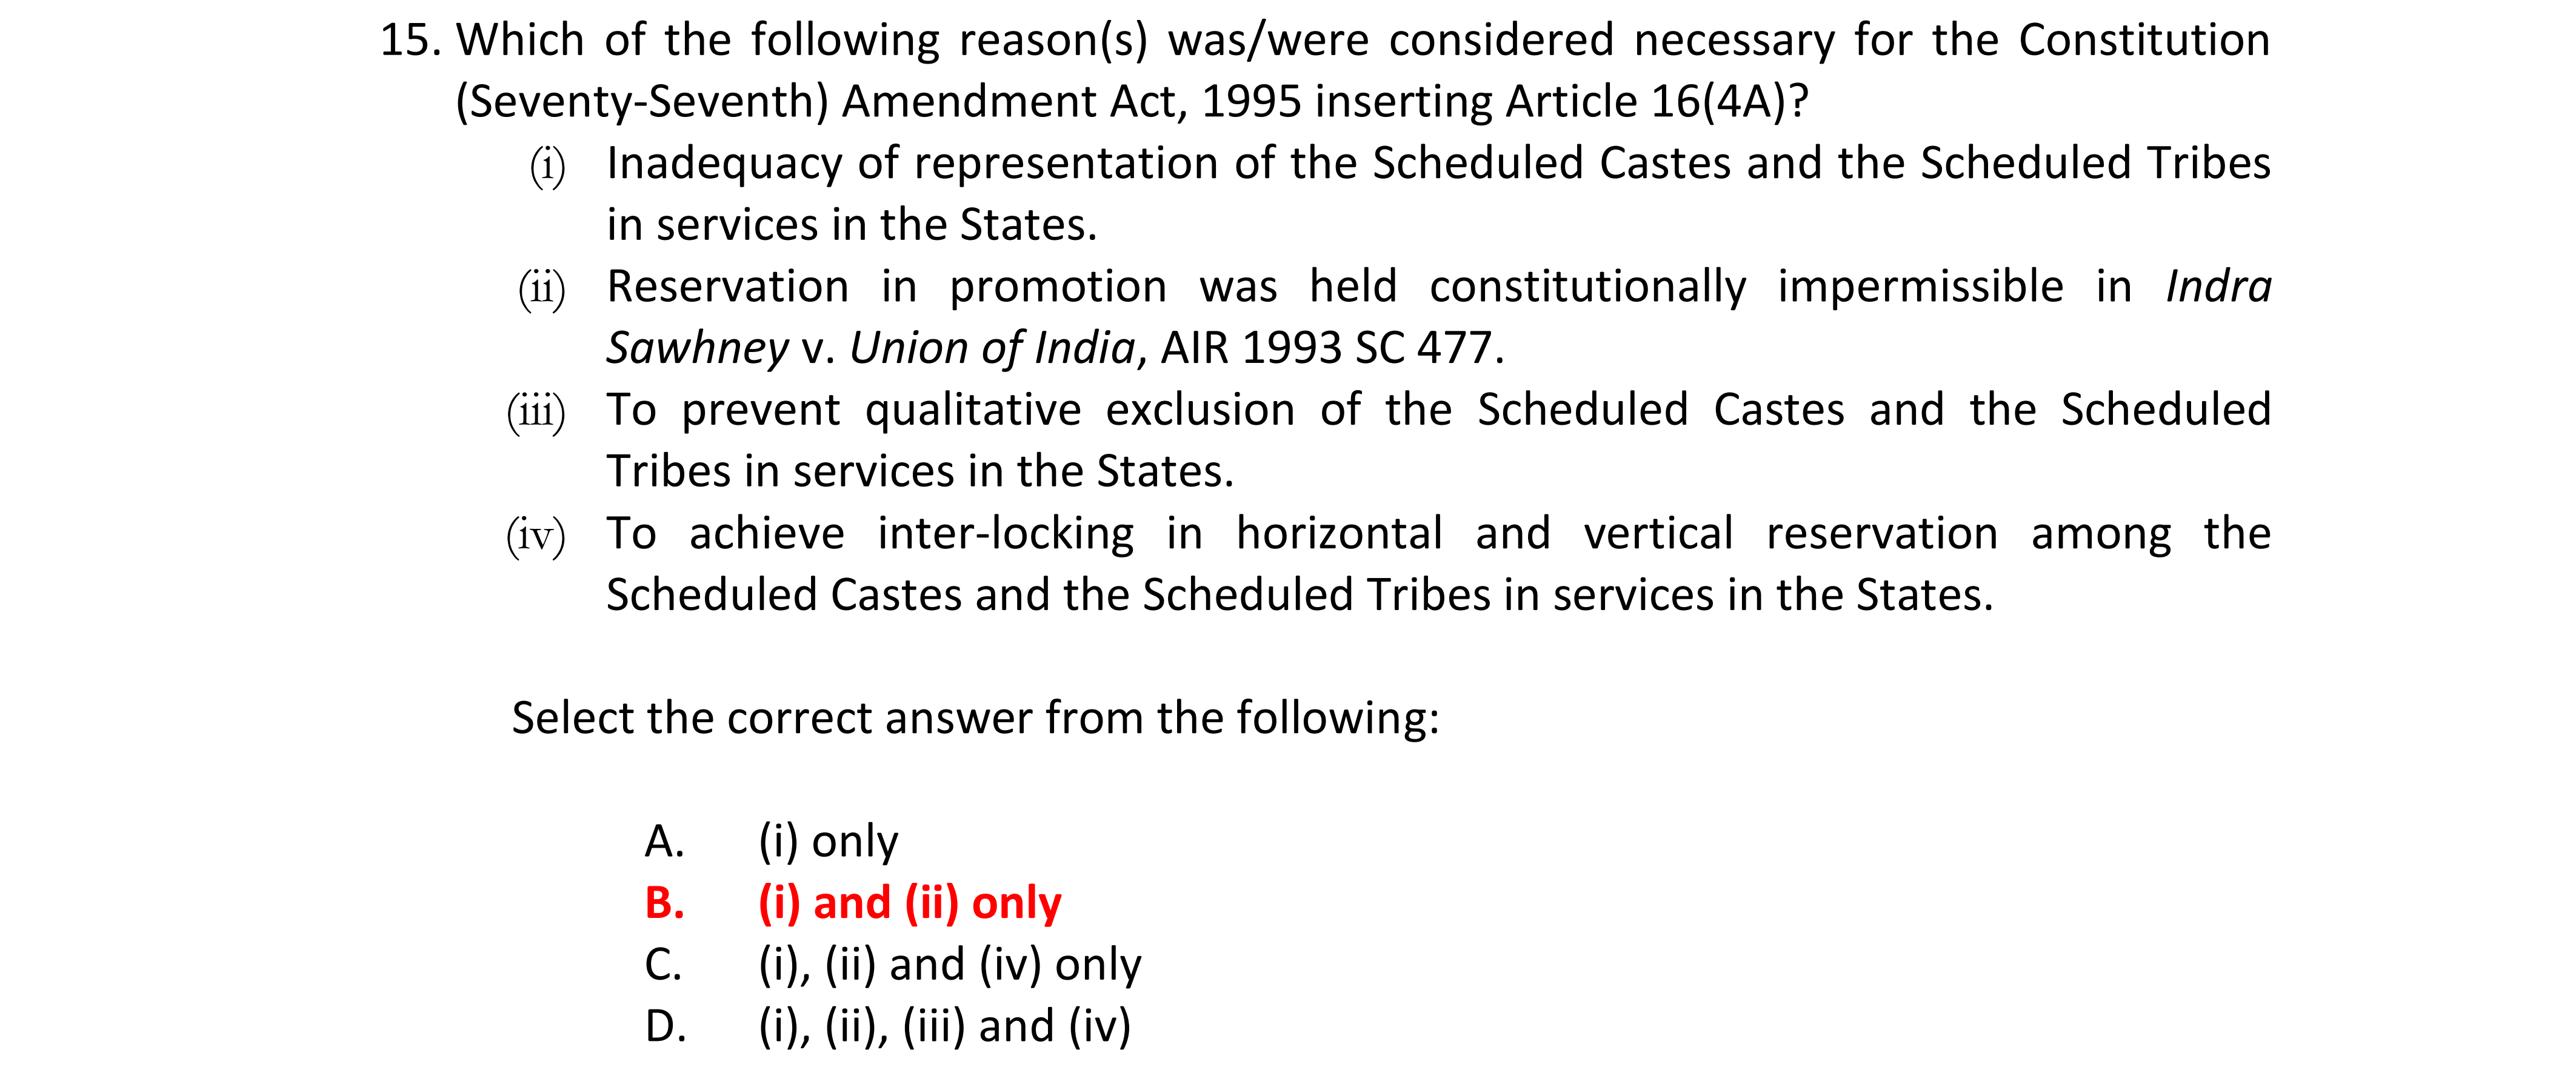 15. Which of the following reason(s) was/were considered necessary for the Constitution
(Seventy-Seventh) Amendment Act, 1995 inserting Article 16(4A)?
(i) Inadequacy of representation of the Scheduled Castes and the Scheduled Tribes
in services in the States.
(ii) Reservation in promotion was held constitutionally impermissible in Indra
Sawhney v. Union of India, AIR 1993 SC 477.
(iii) To prevent qualitative exclusion of the Scheduled Castes and the Scheduled
Tribes in services in the States.
(iv) To achieve inter-locking in horizontal and vertical reservation among the
Scheduled Castes and the Scheduled Tribes in services in the States.
Select the correct answer from the following:
A. (i) only
B. (i) and (ii) only
C. (i), (ii) and (iv) only
D. (i), (ii), (iii) and (iv)